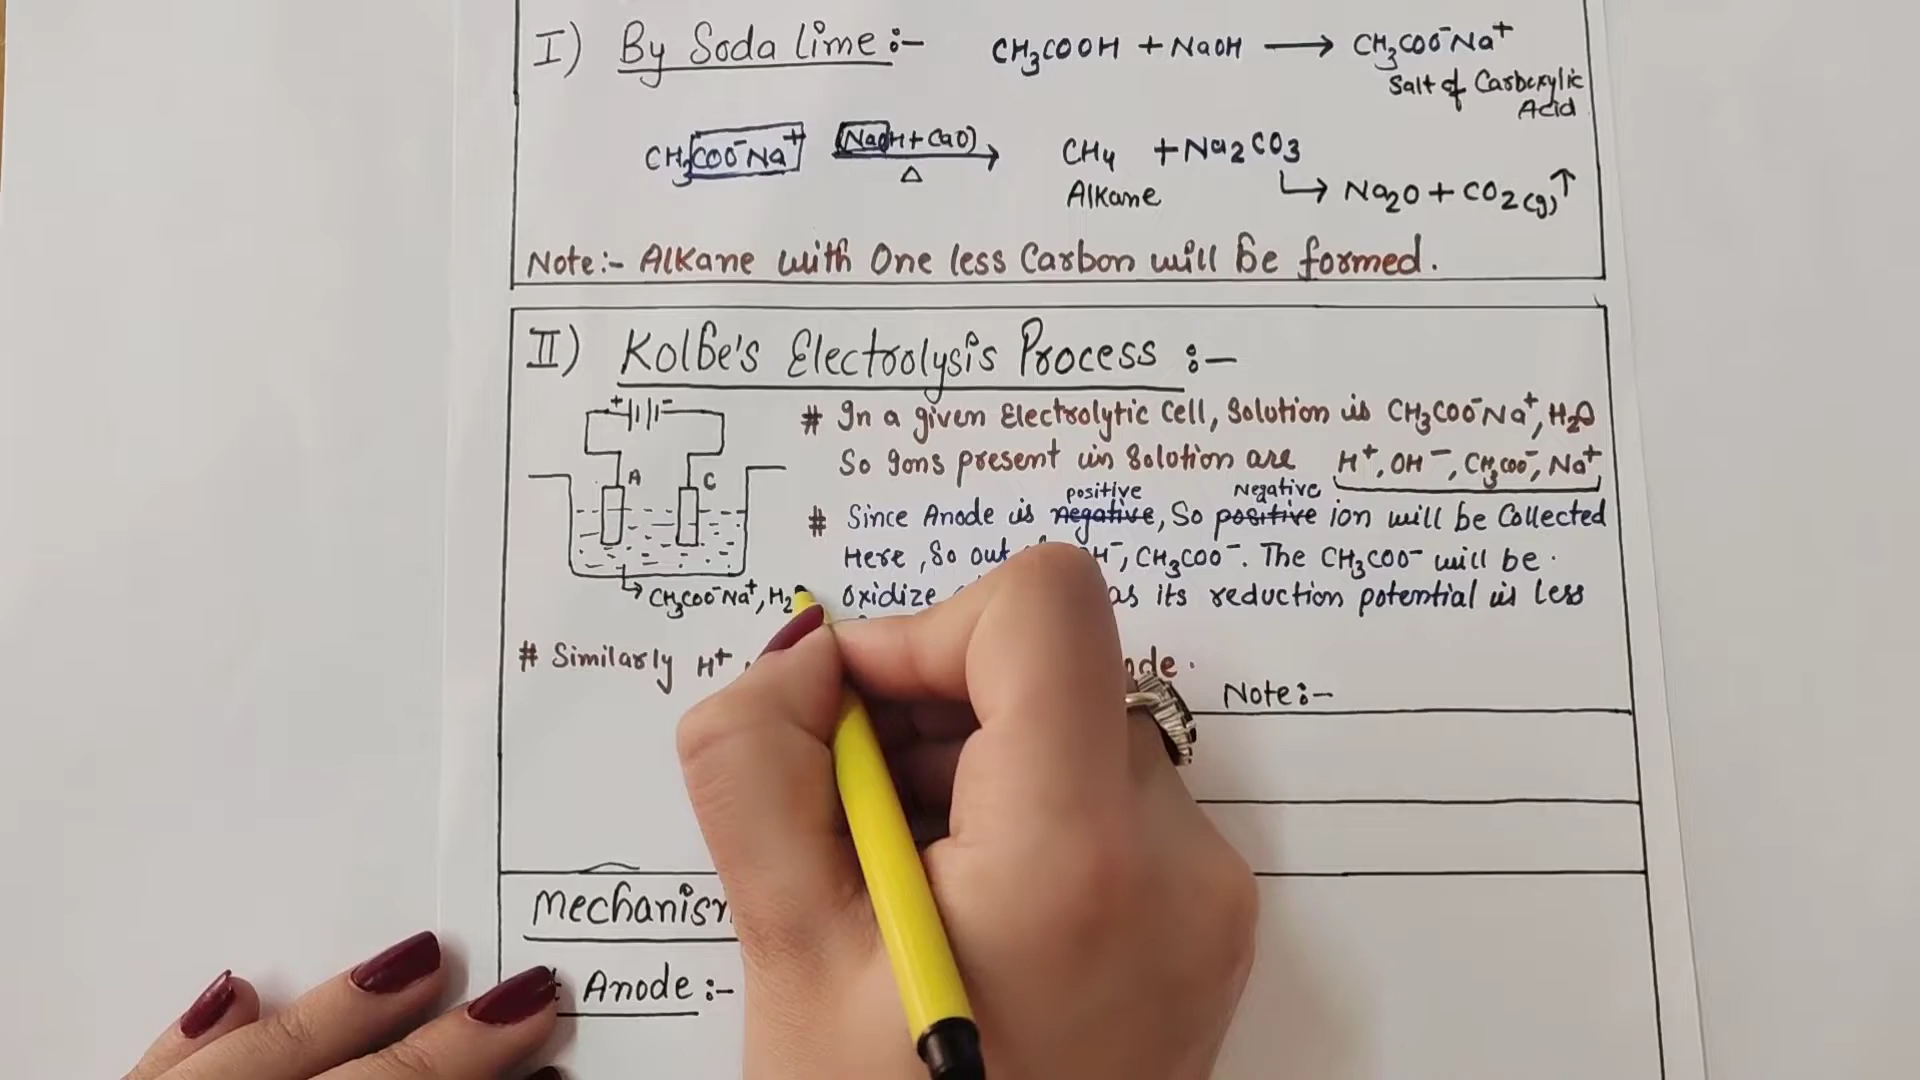 I) By Soda lime :- CH3COOH + NaOH ⟶ CH3COO⁻Na⁺
Salt of Carboxylic
Acid
CH3COO⁻Na⁺ (NaOH + CaO) CH4 + Na2CO3
Δ
Alkane ↳ Na2O + CO2(g)↑
Note:- Alkane with One less Carbon will be formed.
II) Kolbe's Electrolysis Process :-
+ -
A C
# In a given Electrolytic Cell, Solution is CH3COO⁻Na⁺, H2O
So Ions present in Solution are H⁺, OH⁻, CH3COO⁻, Na⁺
positive Negative
# Since Anode is negative, So positive ion will be Collected
Here, So out OH⁻, CH3COO⁻. The CH3COO⁻ will be
CH3COO⁻Na⁺, H2
oxidize as its reduction potential is less
# Similarly H⁺
Note:-
Mechanism
Anode :-